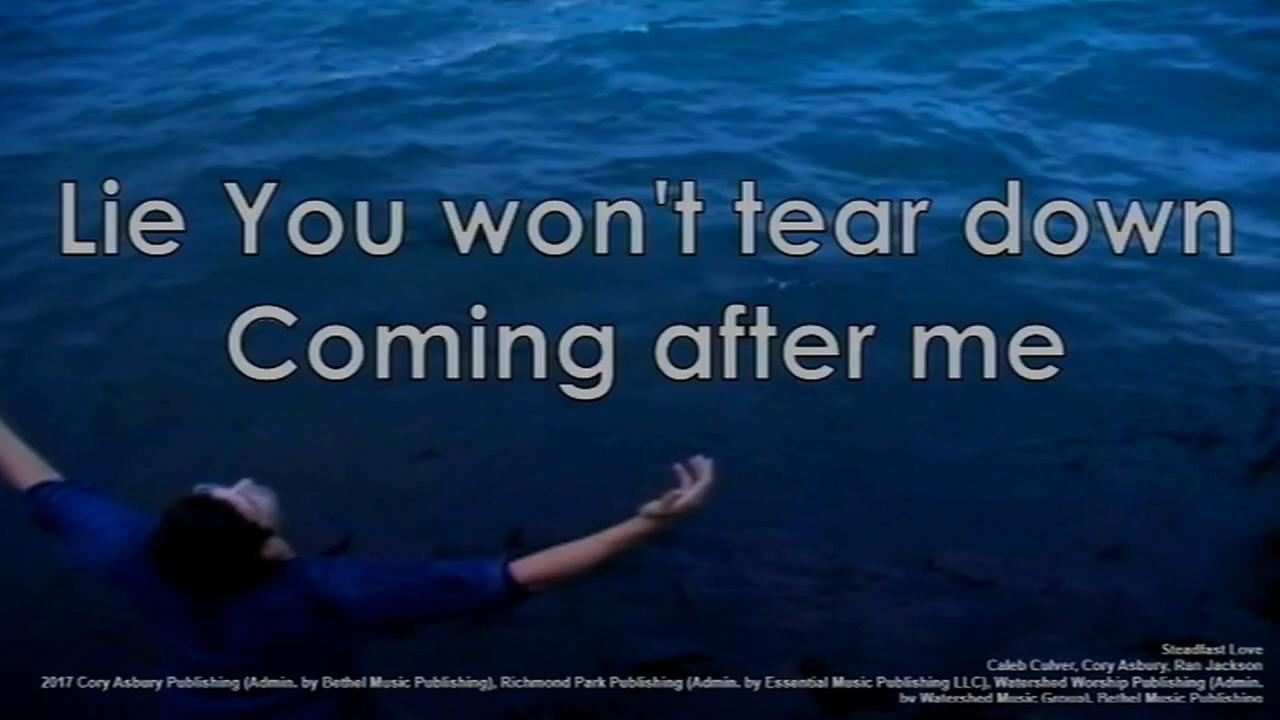 Lie You won't tear down
Coming after me
Steadfast Love
Caleb Culver, Cory Asbury, Ran Jackson
2017 Cory Asbury Publishing (Admin. by Bethel Music Publishing), Richmond Park Publishing (Admin. by Essential Music Publishing LLC), Watershed Worship Publishing (Admin.
by Watershed Music Group), Bethel Music Publishing